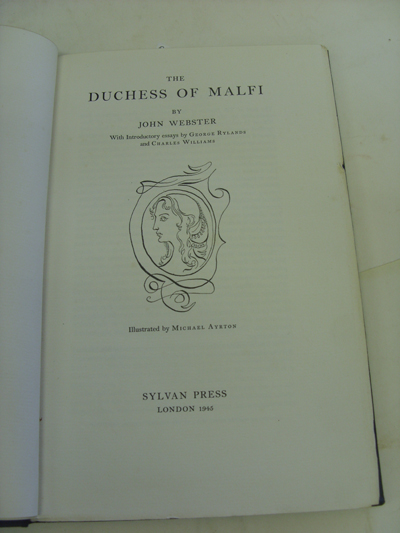 THE
DUCHESS OF MALFI
BY
JOHN WEBSTER
With Introductory essays by GEORGE RYLANDS
and CHARLES WILLIAMS
Illustrated by MICHAEL AYRTON
SYLVAN PRESS
LONDON 1945